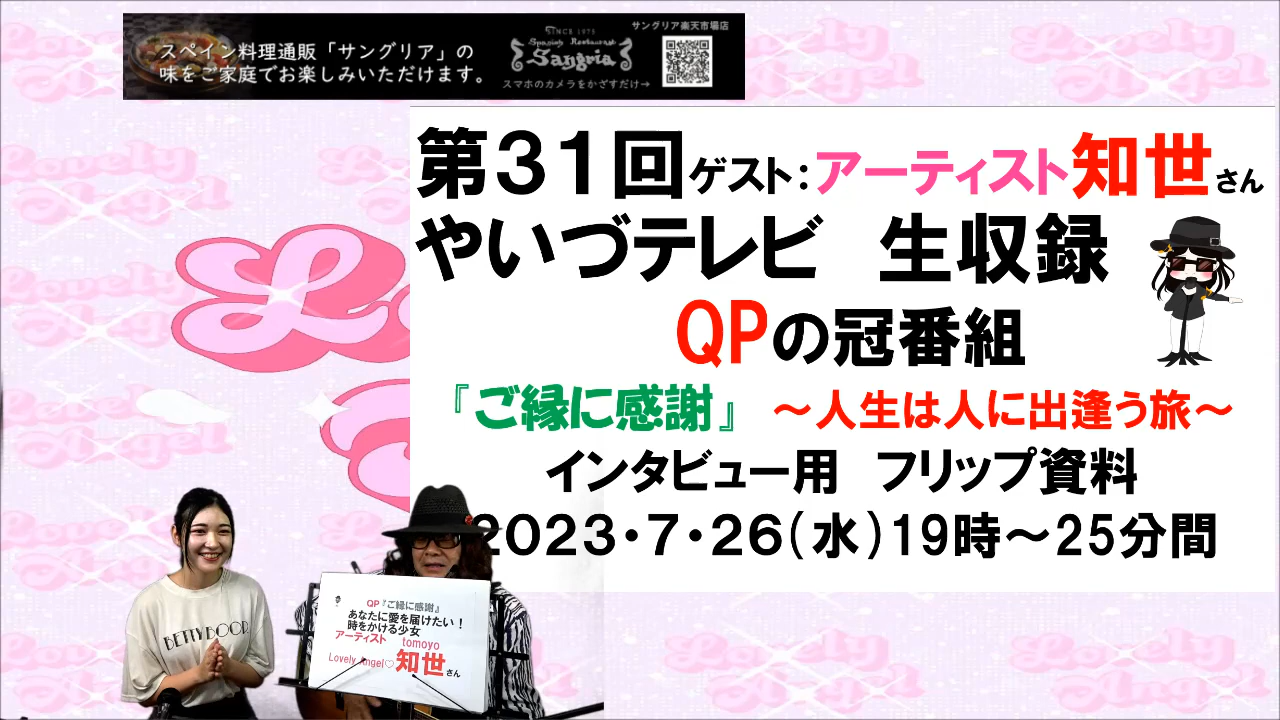 スペイン料理通販「サングリア」の
味をご家庭でお楽しみいただけます。
SINCE 1975
Spanish Restaurant
Sangria
スマホのカメラをかざすだけ→
サングリア楽天市場店
第31回ゲスト：アーティスト知世さん
やいづテレビ　生収録
QPの冠番組
『ご縁に感謝』　～人生は人に出逢う旅～
インタビュー用　フリップ資料
2023・7・26(水)19時～25分間
BETTY BOOP
QP『ご縁に感謝』
あなたに愛を届けたい！
時をかける少女
アーティスト　tomoyo
Lovely Angel♡知世さん